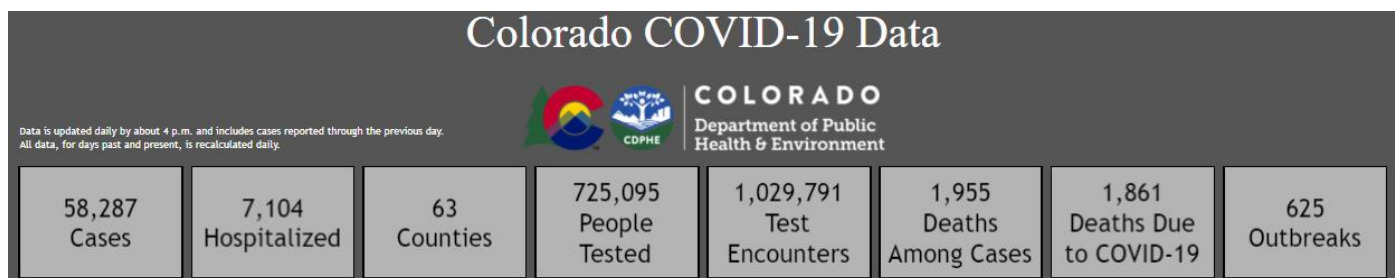 Colorado COVID-19 Data
COLORADO
Department of Public
Health & Environment
CDPHE
Data is updated daily by about 4 p.m. and includes cases reported through the previous day.
All data, for days past and present, is recalculated daily.
58,287
Cases
7,104
Hospitalized
63
Counties
725,095
People
Tested
1,029,791
Test
Encounters
1,955
Deaths
Among Cases
1,861
Deaths Due
to COVID-19
625
Outbreaks